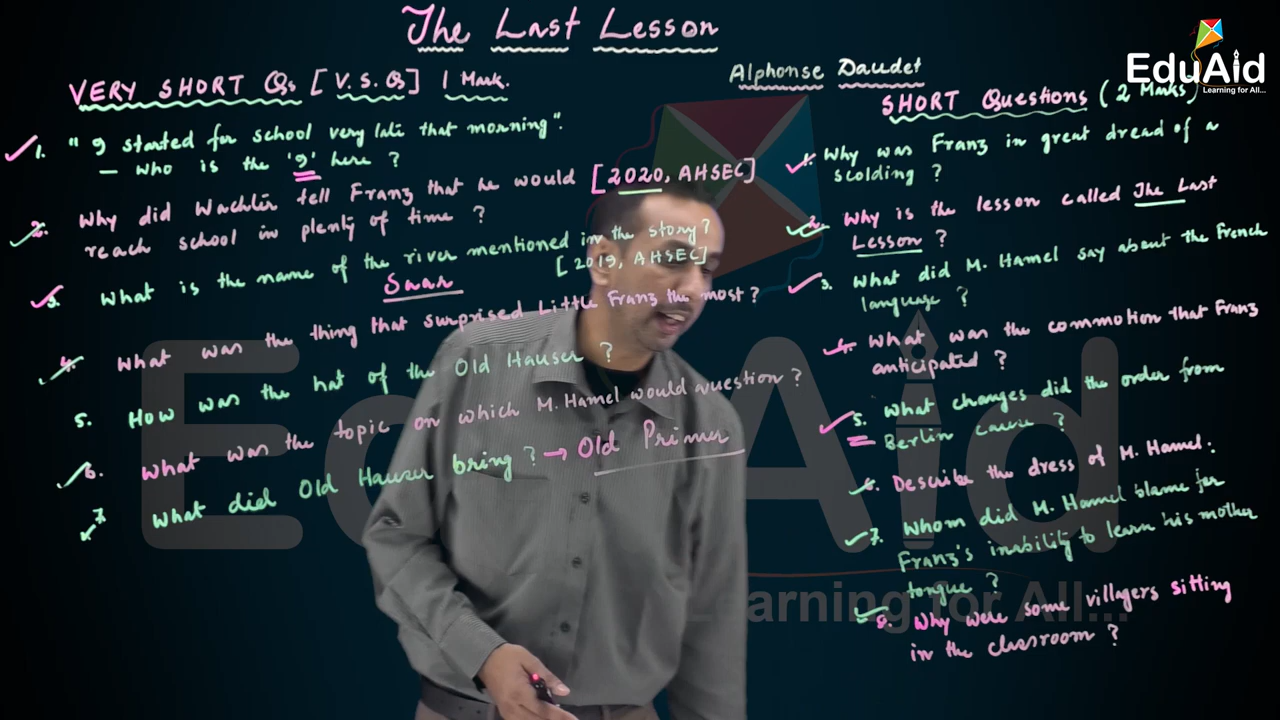 The Last Lesson
Alphonse Daudet
EduAid
Learning for All...
VERY SHORT Qs [V. S. Qs] 1 Mark.
1. "I started for school very late that morning".
— Who is the 'I' here ?
2. Why did Wachter tell Franz that he would [2020, AHSEC]
reach school in plenty of time ?
3. What is the name of the river mentioned in the story?
Saar [2019, AHSEC]
4. What was the thing that surprised Little Franz the most ?
5. How was the hat of the Old Hauser ?
6. What was the topic on which M. Hamel would question ?
7. What did Old Hauser bring ? → Old Primer
SHORT Questions (2 Marks)
1. Why was Franz in great dread of a
scolding ?
2. Why is the lesson called The Last
Lesson ?
3. What did M. Hamel say about the French
language ?
4. What was the commotion that Franz
anticipated ?
5. What changes did the order from
Berlin cause ?
6. Describe the dress of M. Hamel.
7. Whom did M. Hamel blame for
Franz's inability to learn his mother
tongue ?
8. Why were some villagers sitting
in the classroom ?
EduAid
Learning for All...